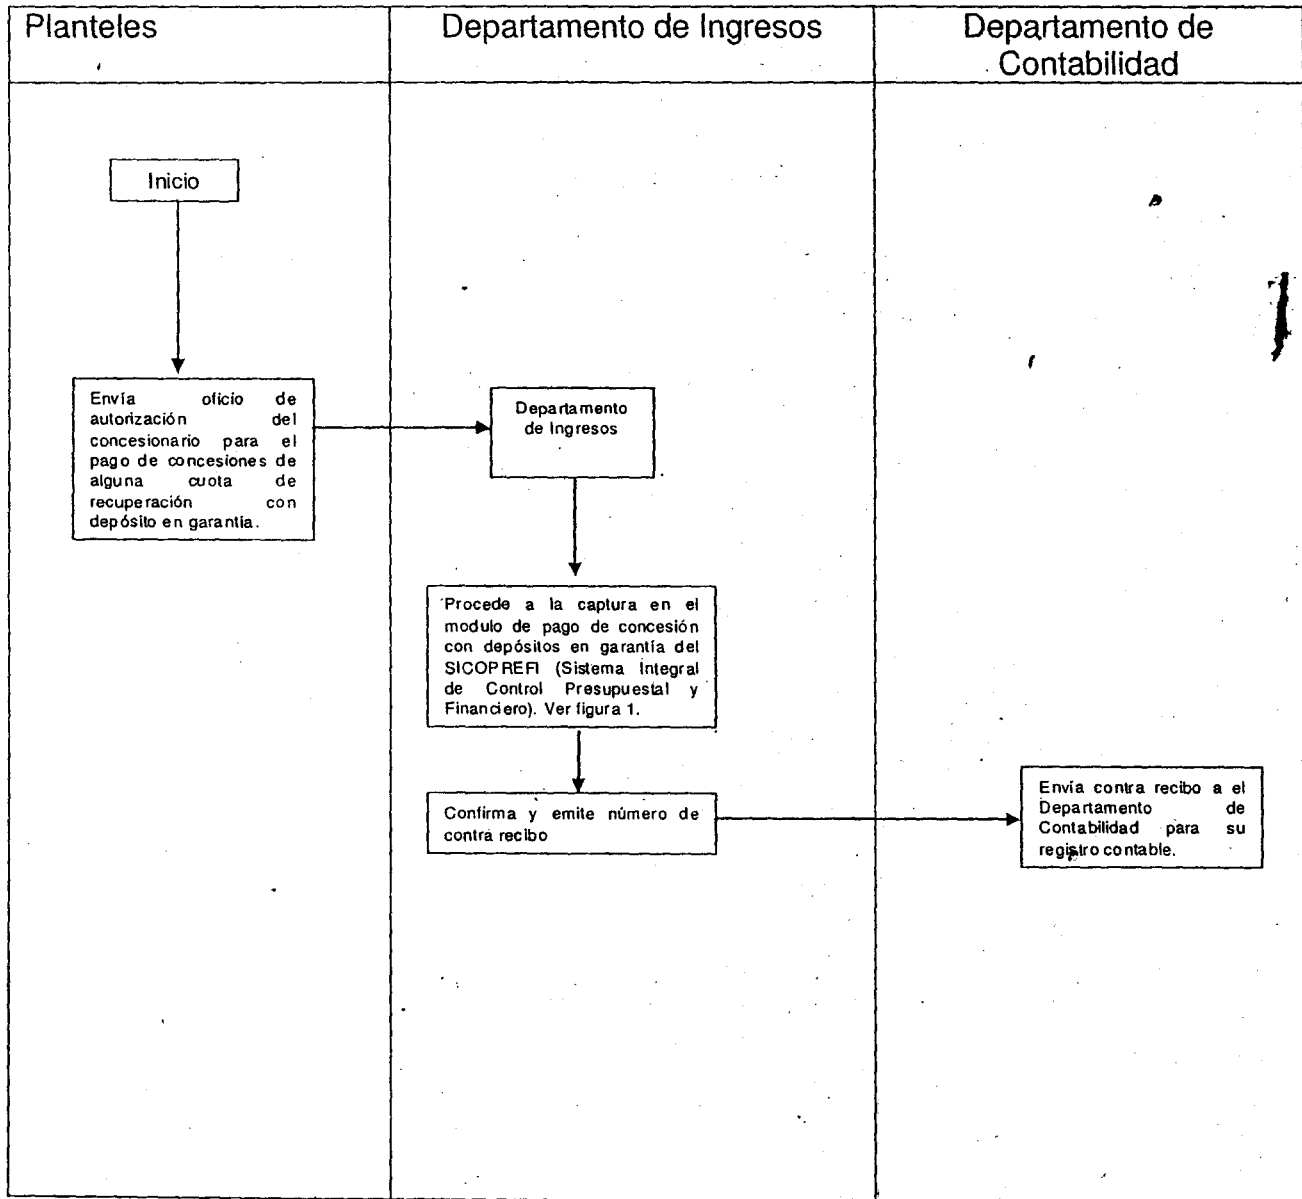 Planteles
Departamento de Ingresos
Departamento de
Contabilidad
Inicio
Envía oficio de
autorización del
concesionario para el
pago de concesiones de
alguna cuota de
recuperación con
depósito en garantía.
Departamento
de Ingresos
Procede a la captura en el
modulo de pago de concesión
con depósitos en garantía del
SICOPREFI (Sistema Integral
de Control Presupuestal y
Financiero). Ver figura 1.
Confirma y emite número de
contra recibo
Envía contra recibo a el
Departamento de
Contabilidad para su
registro contable.